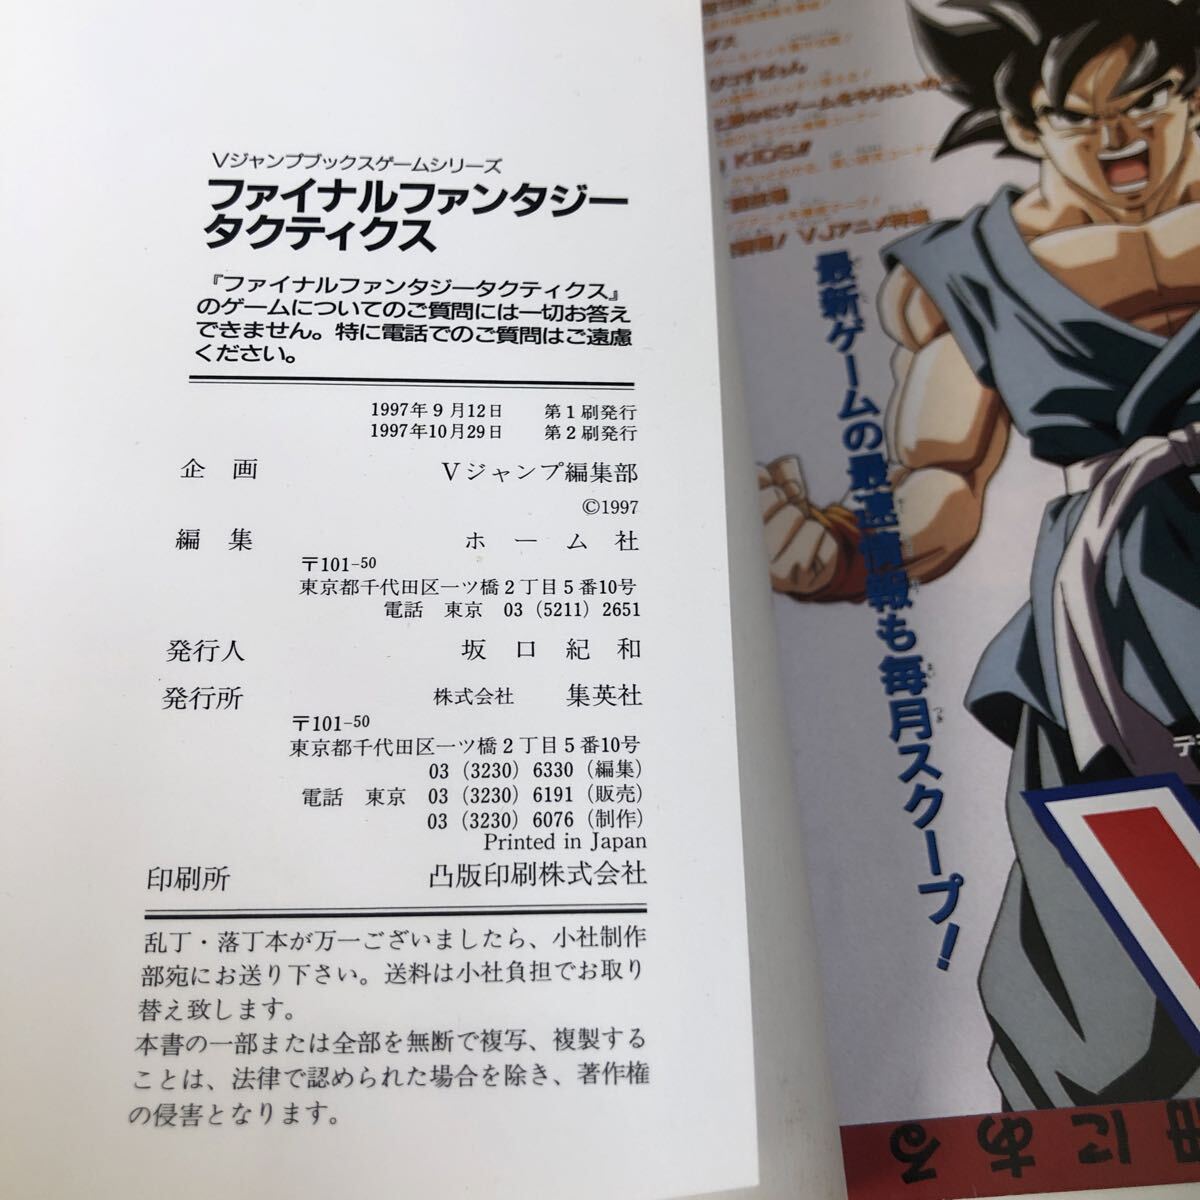 Vジャンプブックスゲームシリーズ
ファイナルファンタジー
タクティクス
『ファイナルファンタジータクティクス』
のゲームについてのご質問には一切お答え
できません。特に電話でのご質問はご遠慮
ください。
1997年9月12日 第1刷発行
1997年10月29日 第2刷発行
企画 Vジャンプ編集部
©1997
編集 ホーム社
〒101-50
東京都千代田区一ツ橋2丁目5番10号
電話 東京 03 (5211) 2651
発行人 坂口紀和
発行所 株式会社 集英社
〒101-50
東京都千代田区一ツ橋2丁目5番10号
03 (3230) 6330 (編集)
電話 東京 03 (3230) 6191 (販売)
03 (3230) 6076 (制作)
Printed in Japan
印刷所 凸版印刷株式会社
乱丁・落丁本が万一ございましたら、小社制作
部宛にお送り下さい。送料は小社負担でお取り
替え致します。
本書の一部または全部を無断で複写、複製する
ことは、法律で認められた場合を除き、著作権
の侵害となります。
KIDS!!
VJアニメ特集
最新ゲームの最速情報も毎月スクープ!
V
にある